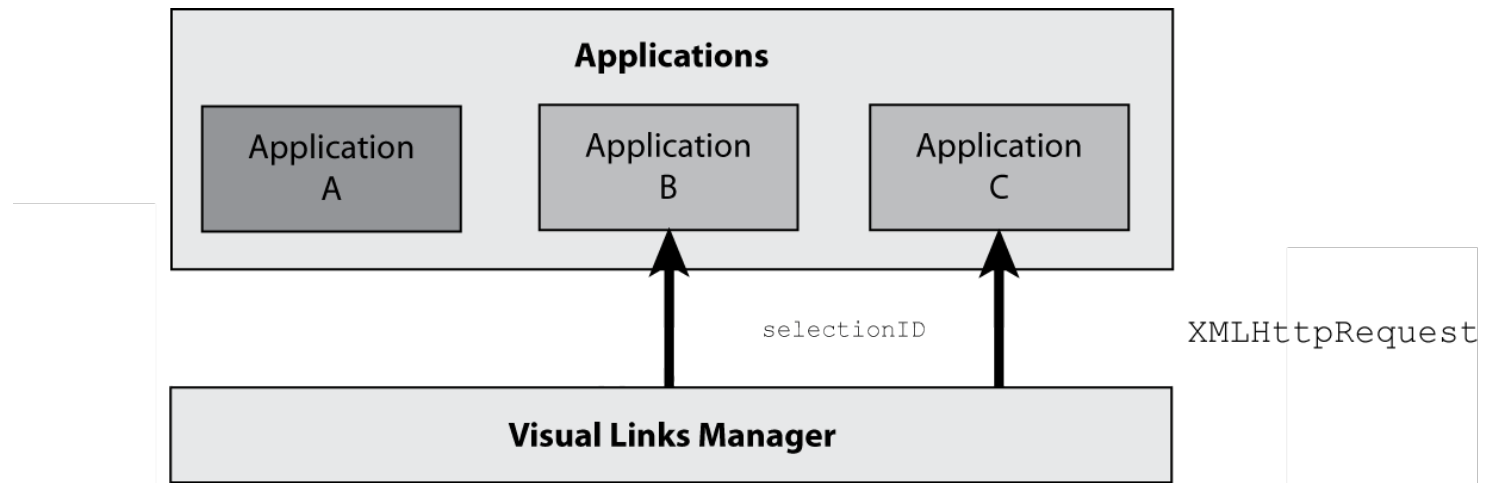 Applications
Application
A
Application
B
Application
C
selectionID
XMLHttpRequest
Visual Links Manager